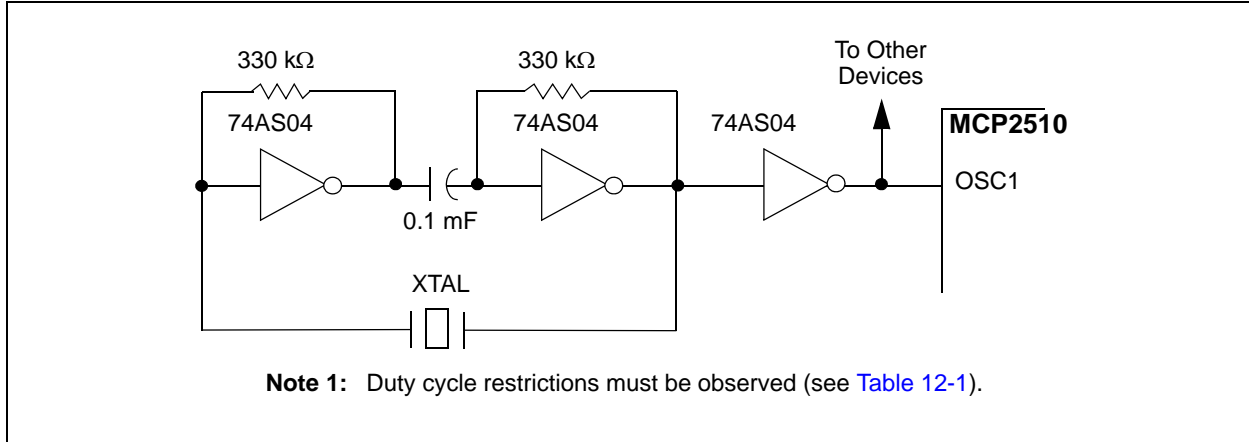 330 kΩ
330 kΩ
To Other
Devices
74AS04
74AS04
74AS04
MCP2510
OSC1
0.1 mF
XTAL
Note 1: Duty cycle restrictions must be observed (see Table 12-1).